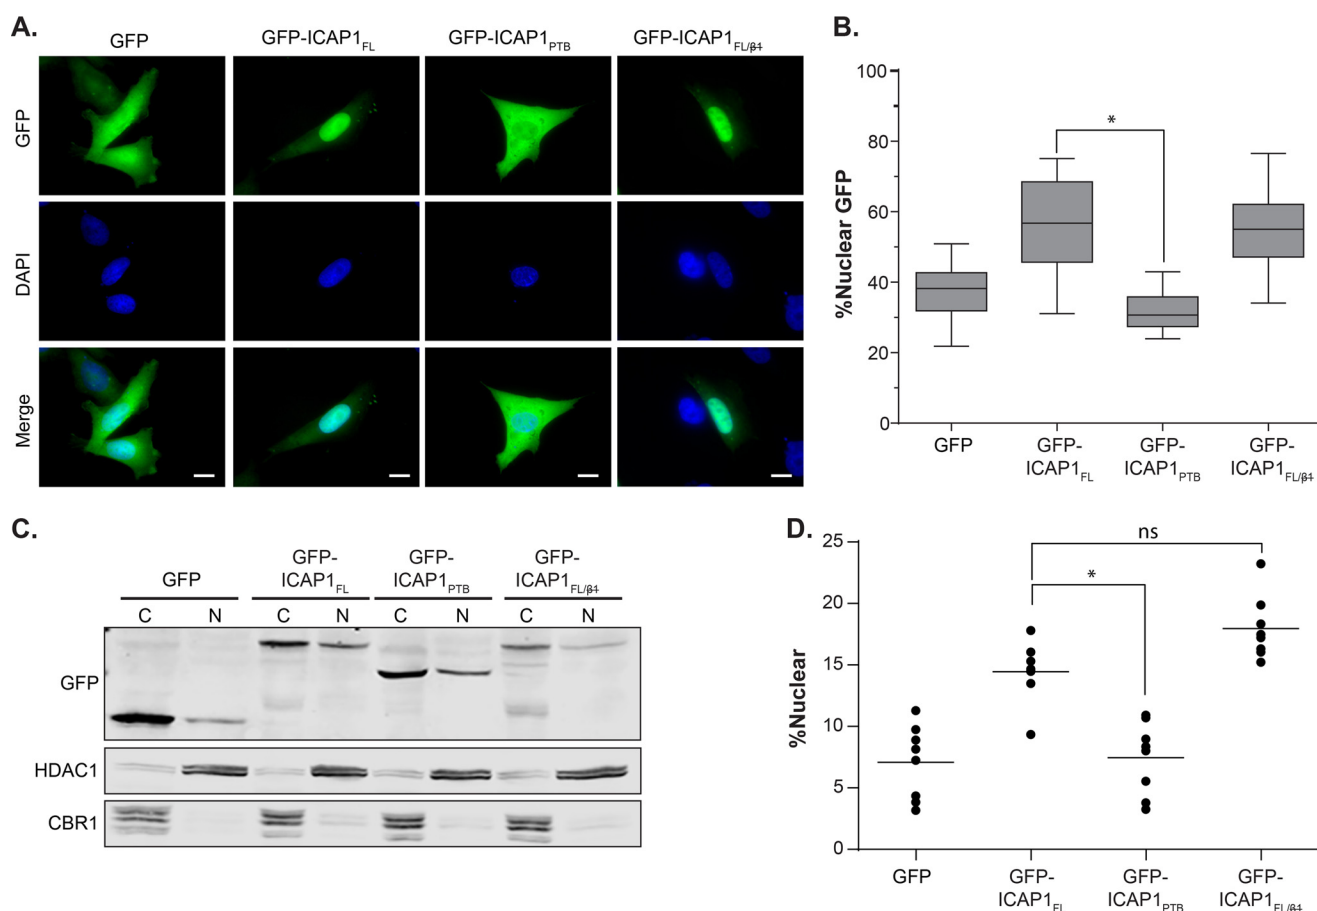 A.
GFP
GFP-ICAP1FL
GFP-ICAP1PTB
GFP-ICAP1FL/β1
GFP
DAPI
Merge
B.
100
80
60
40
20
0
%Nuclear GFP
*
GFP
GFP-
ICAP1FL
GFP-
ICAP1PTB
GFP-
ICAP1FL/β1
C.
GFP
GFP-
ICAP1FL
GFP-
ICAP1PTB
GFP-
ICAP1FL/β1
C N C N C N C N
GFP
HDAC1
CBR1
D.
25
20
15
10
5
0
%Nuclear
ns
*
GFP
GFP-
ICAP1FL
GFP-
ICAP1PTB
GFP-
ICAP1FL/β1